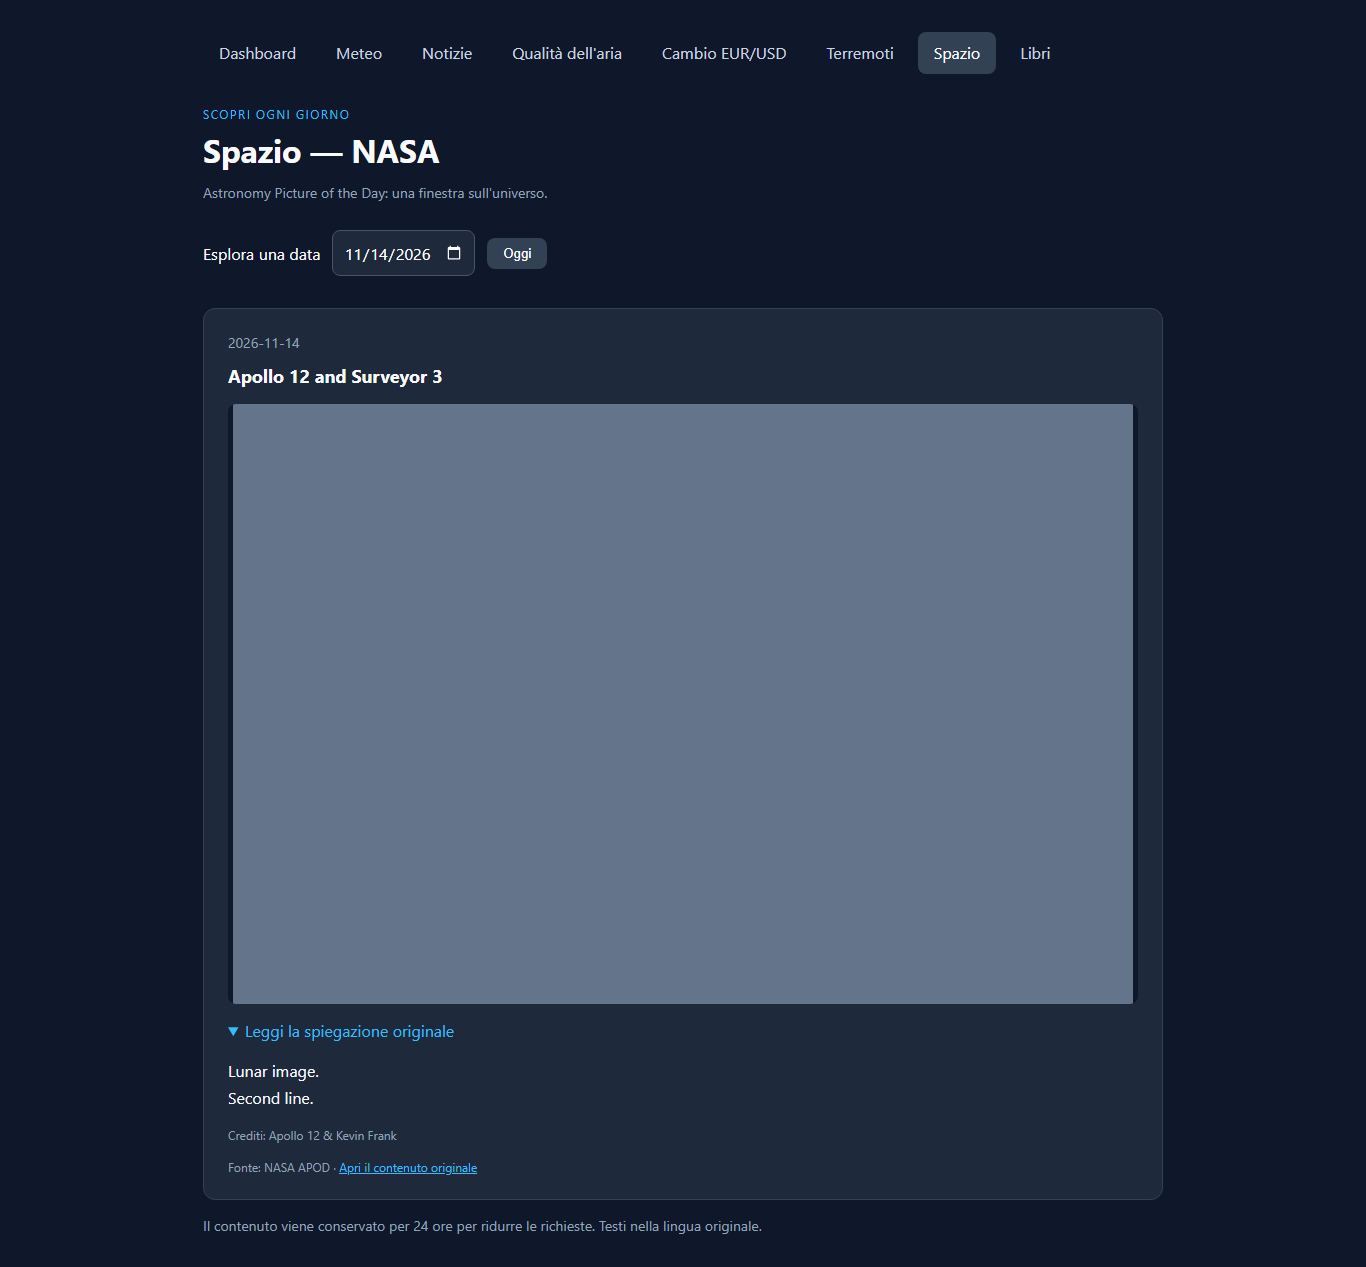 Dashboard Meteo Notizie Qualità dell'aria Cambio EUR/USD Terremoti Spazio Libri
SCOPRI OGNI GIORNO
Spazio — NASA
Astronomy Picture of the Day: una finestra sull'universo.
Esplora una data 11/14/2026 Oggi
2026-11-14
Apollo 12 and Surveyor 3
Leggi la spiegazione originale
Lunar image.
Second line.
Crediti: Apollo 12 & Kevin Frank
Fonte: NASA APOD · Apri il contenuto originale
Il contenuto viene conservato per 24 ore per ridurre le richieste. Testi nella lingua originale.